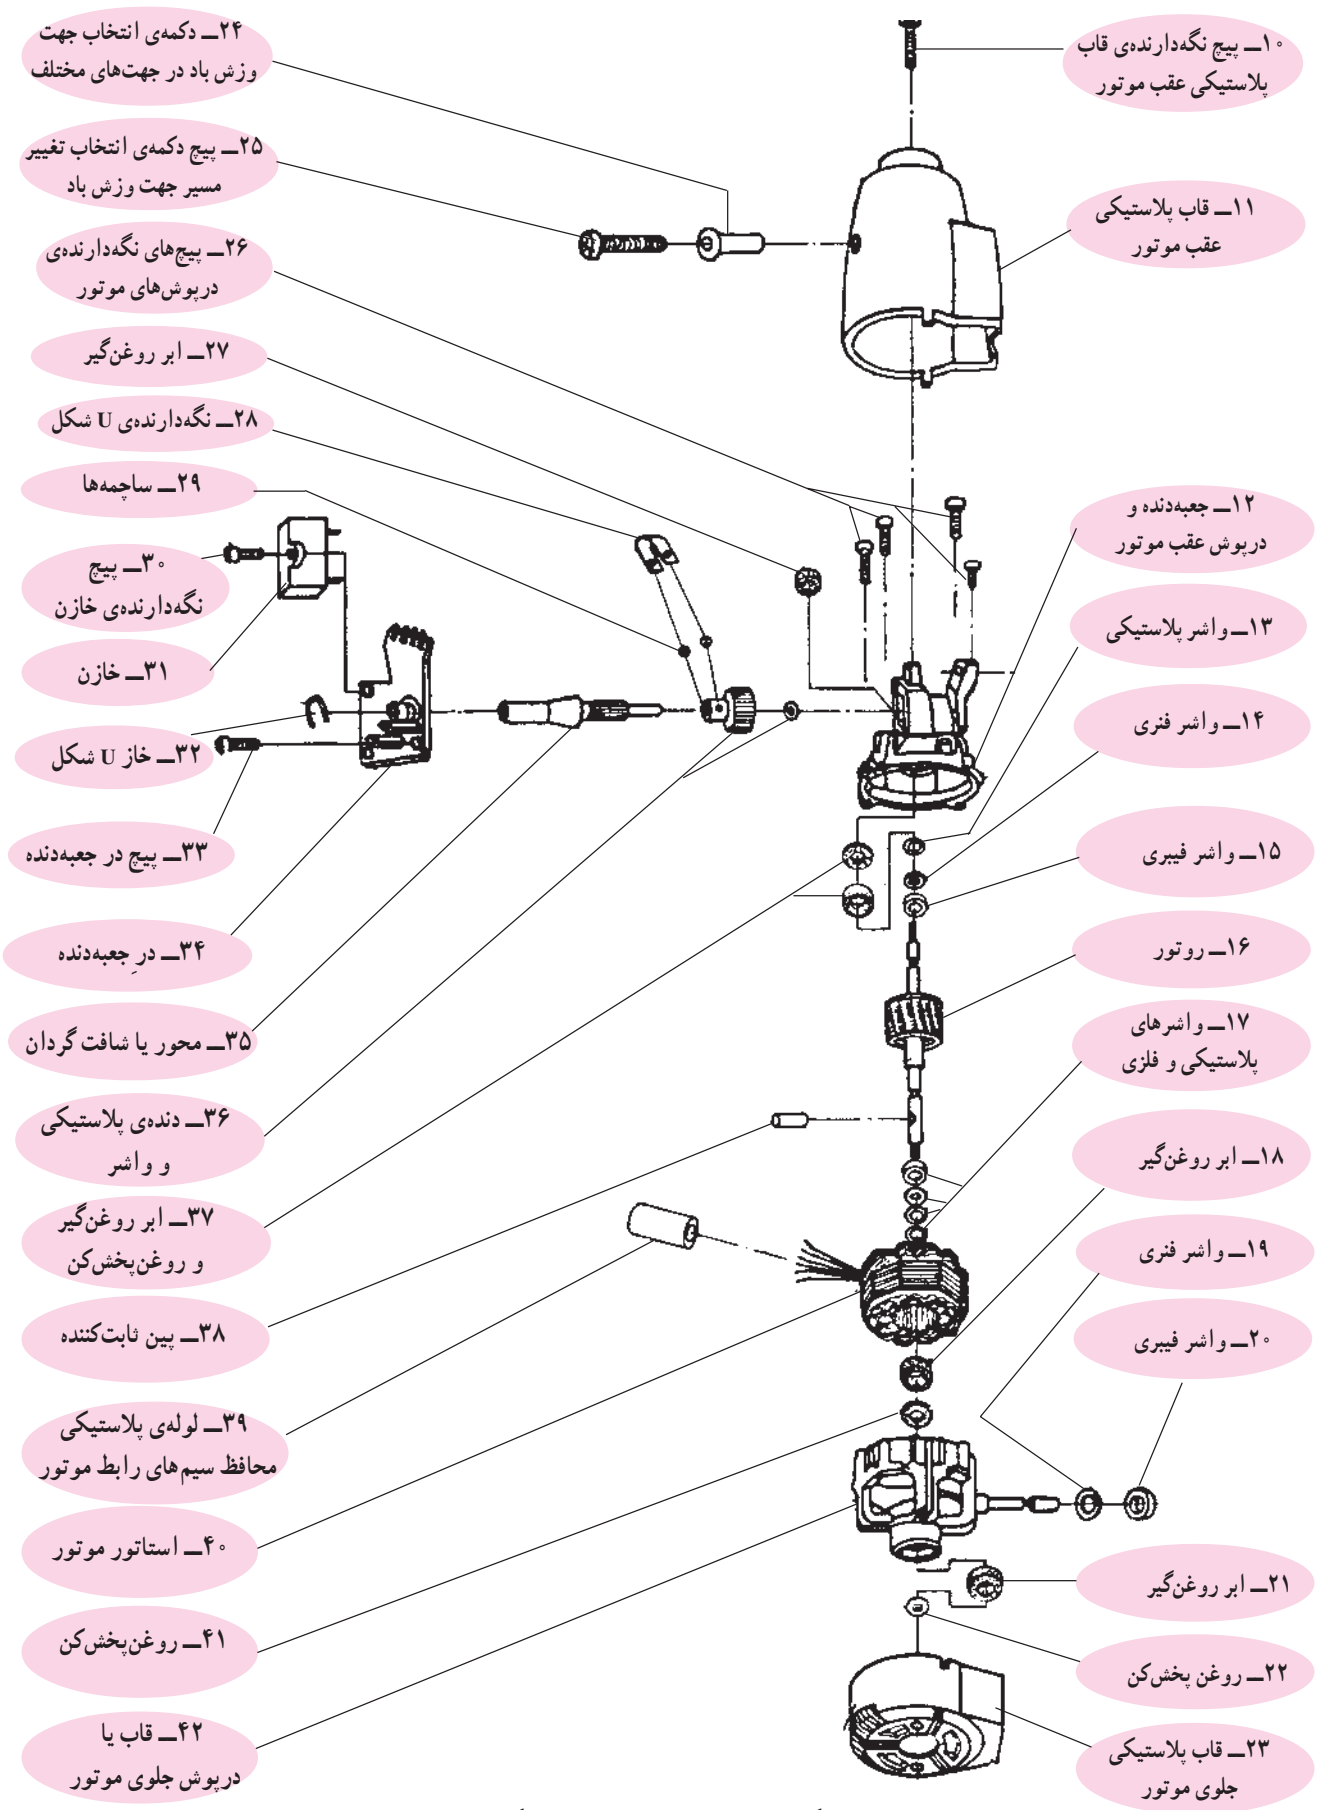 ۱۰ــ پیچ نگه‌دارنده‌ی قاب
پلاستیکی عقب موتور
۱۱ــ قاب پلاستیکی
عقب موتور
۱۲ــ جعبه‌دنده و
درپوش عقب موتور
۱۳ــ واشر پلاستیکی
۱۴ــ واشر فنری
۱۵ــ واشر فیبری
۱۶ــ روتور
۱۷ــ واشرهای
پلاستیکی و فلزی
۱۸ــ ابر روغن‌گیر
۱۹ــ واشر فنری
۲۰ــ واشر فیبری
۲۱ــ ابر روغن‌گیر
۲۲ــ روغن پخش‌کن
۲۳ــ قاب پلاستیکی
جلوی موتور
۲۴ــ دکمه‌ی انتخاب جهت
وزش باد در جهت‌های مختلف
۲۵ــ پیچ دکمه‌ی انتخاب تغییر
مسیر جهت وزش باد
۲۶ــ پیچ‌های نگه‌دارنده‌ی
درپوش‌های موتور
۲۷ــ ابر روغن‌گیر
۲۸ــ نگه‌دارنده‌ی U شکل
۲۹ــ ساچمه‌ها
۳۰ــ پیچ
نگه‌دارنده‌ی خازن
۳۱ــ خازن
۳۲ــ خاز U شکل
۳۳ــ پیچ در جعبه‌دنده
۳۴ــ درِ جعبه‌دنده
۳۵ــ محور یا شافت گردان
۳۶ــ دنده‌ی پلاستیکی
و واشر
۳۷ــ ابر روغن‌گیر
و روغن‌پخش‌کن
۳۸ــ پین ثابت‌کننده
۳۹ــ لوله‌ی پلاستیکی
محافظ سیم‌های رابط موتور
۴۰ــ استاتور موتور
۴۱ــ روغن‌پخش‌کن
۴۲ــ قاب یا
درپوش جلوی موتور